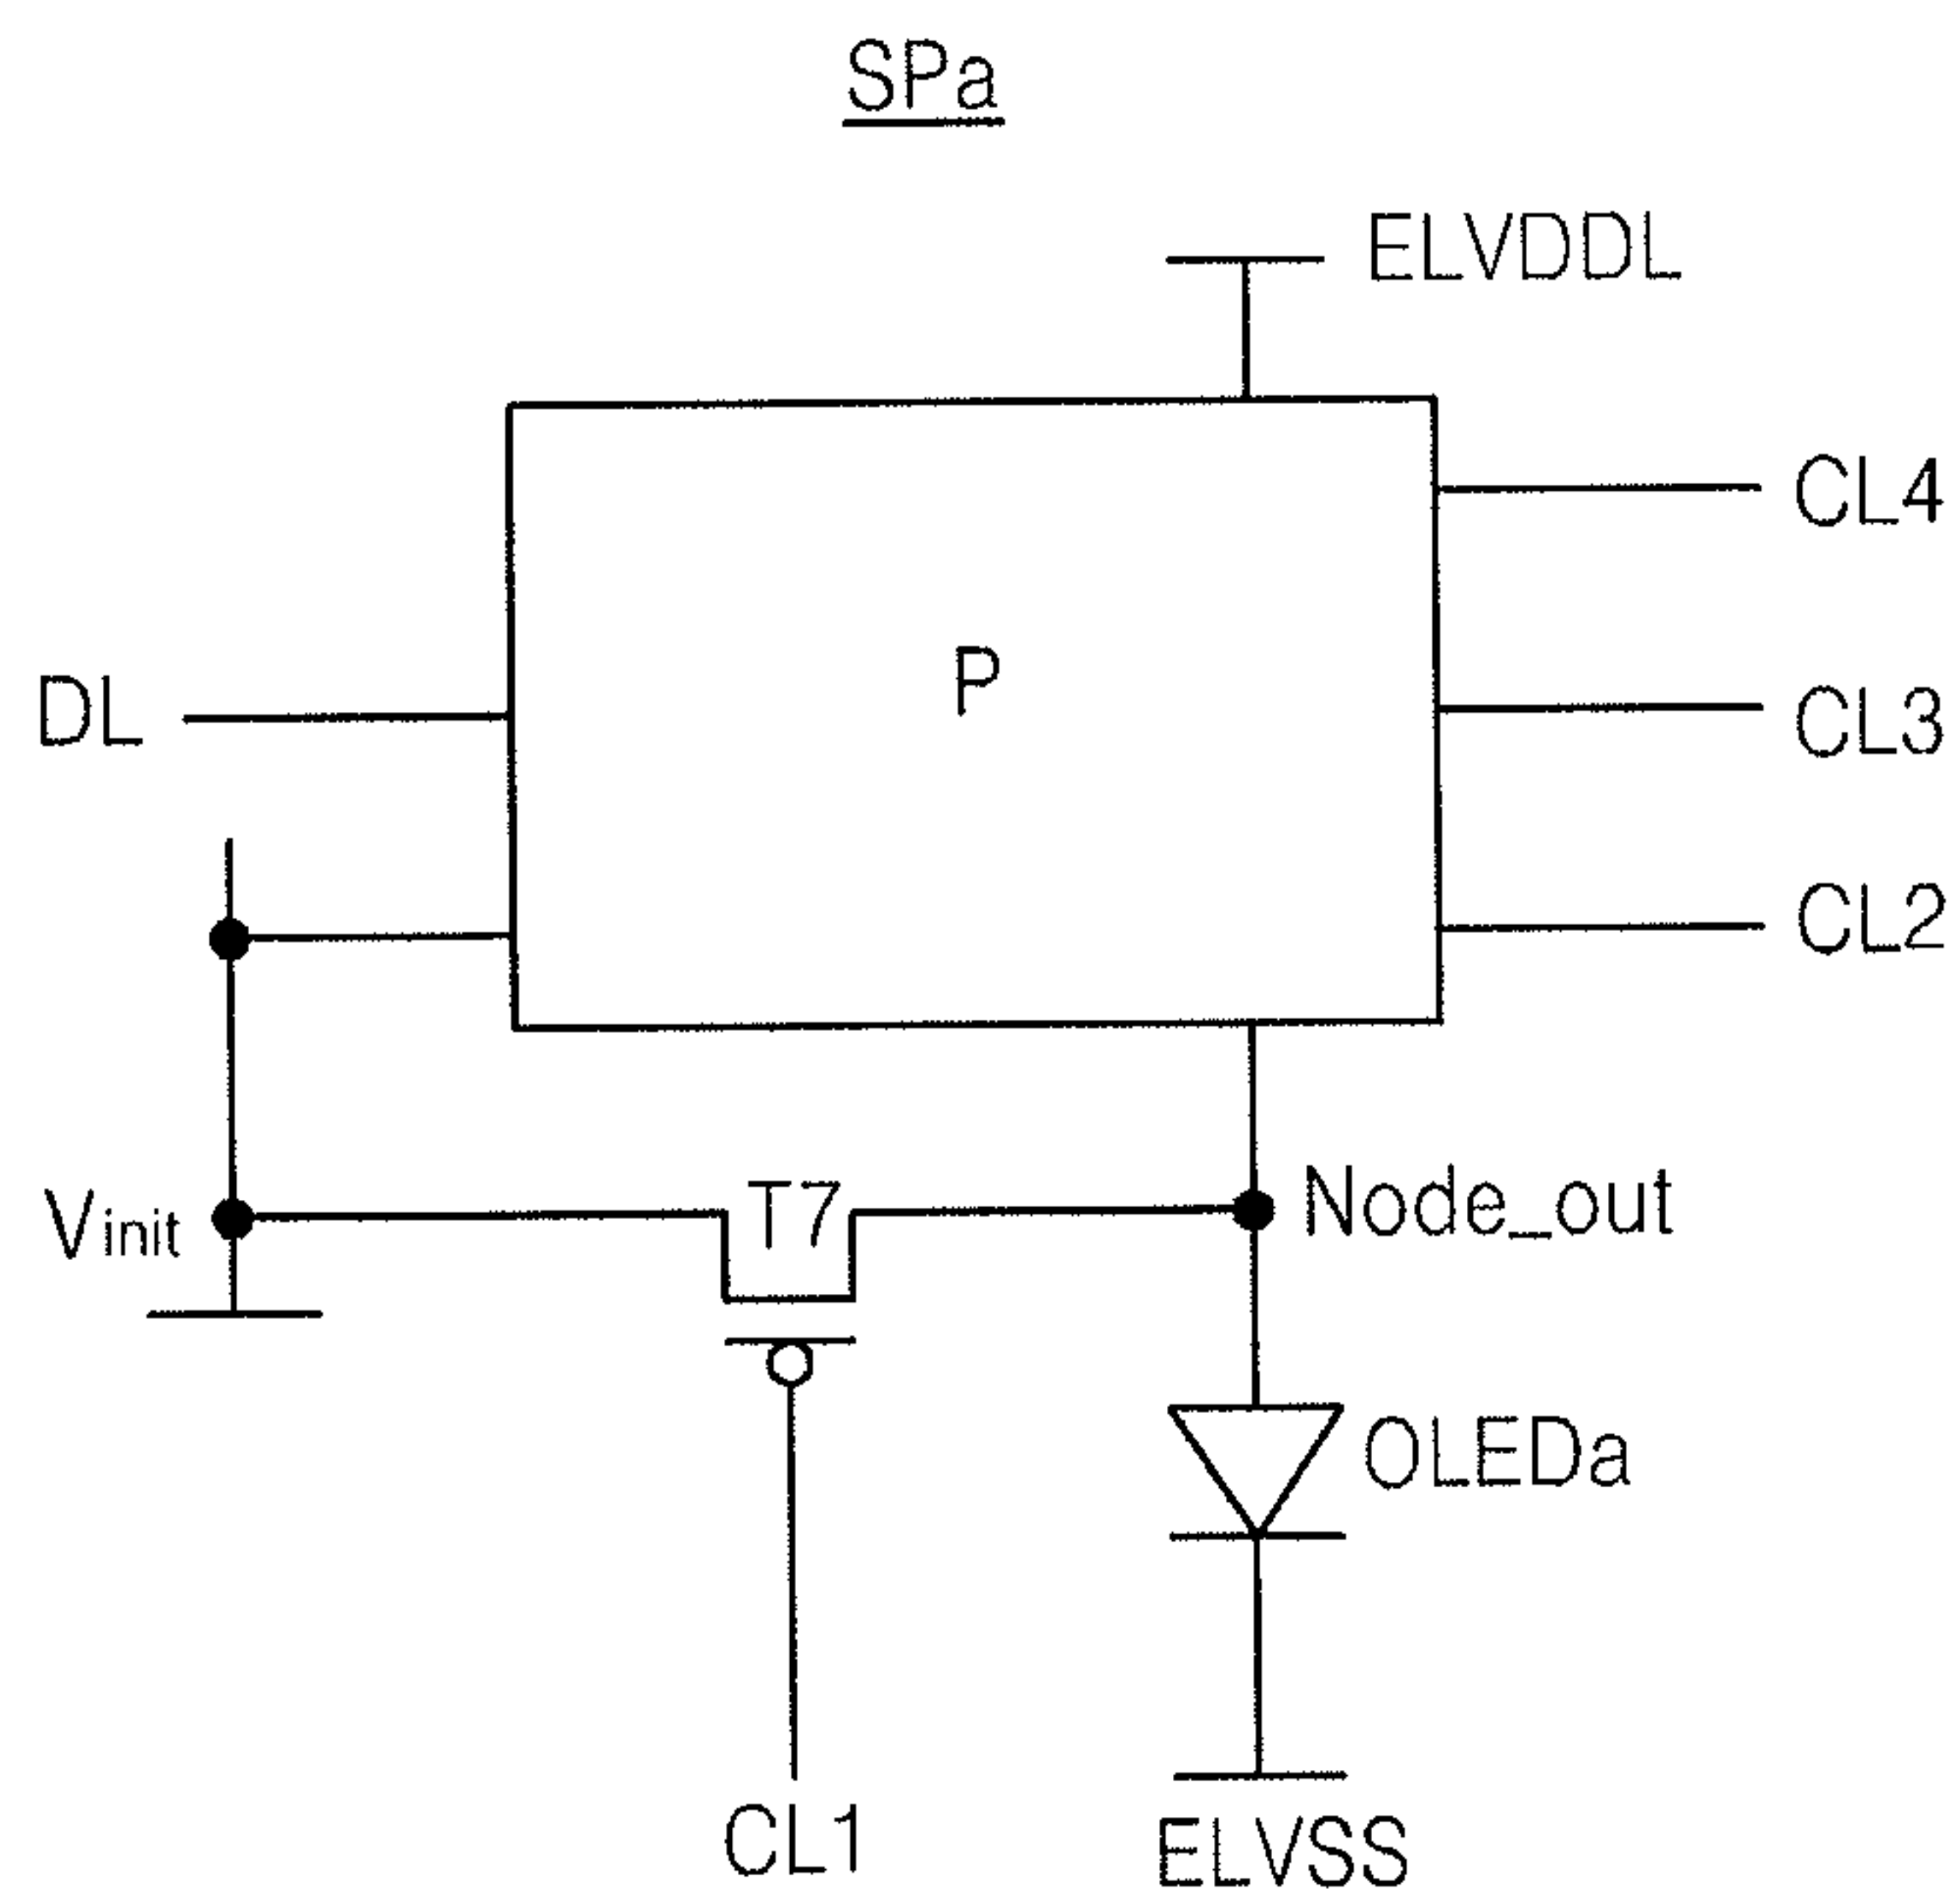 SPa
ELVDDL
CL4
P
DL
CL3
CL2
Vinit
T7
Node_out
OLEDa
CL1
ELVSS